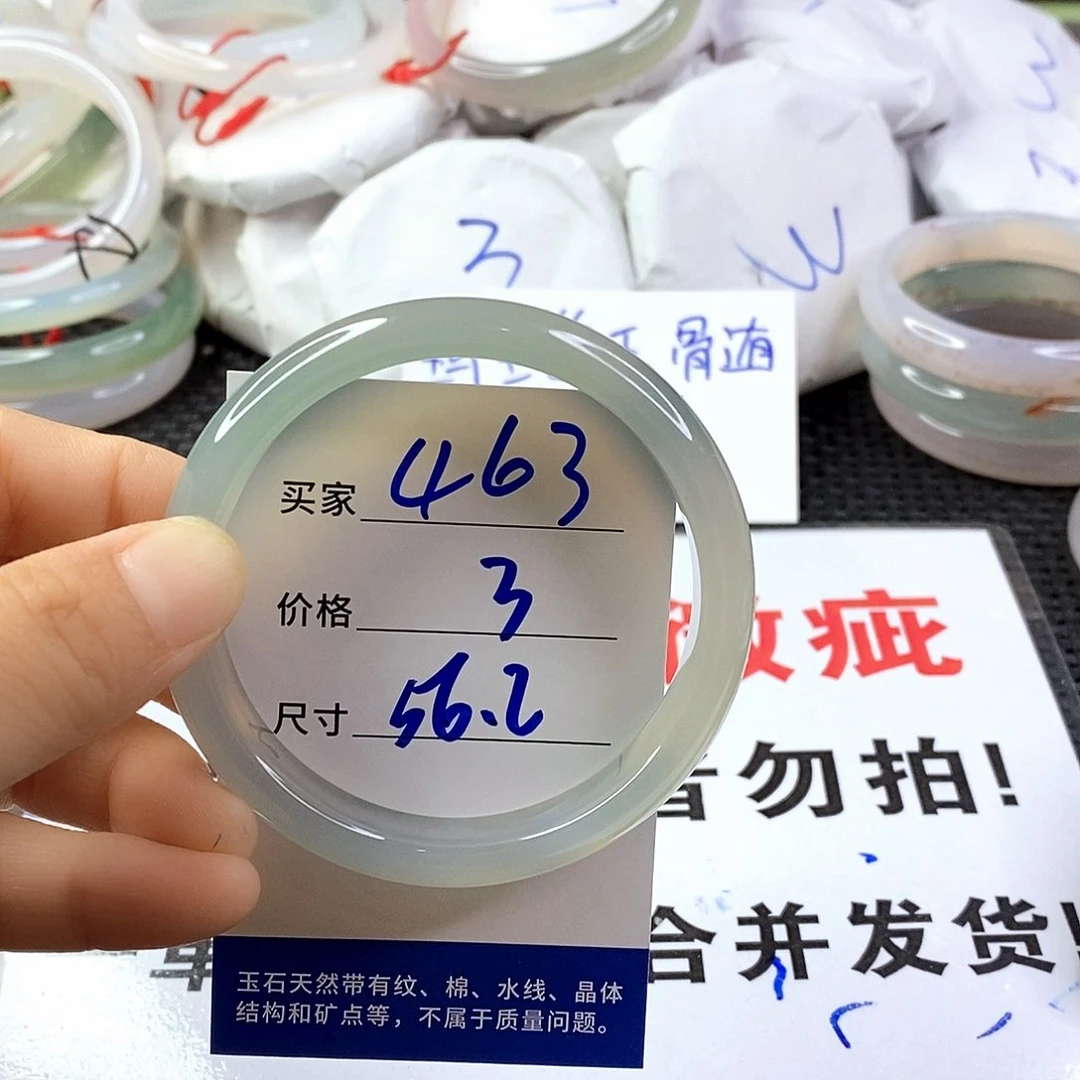 3
骨随
买家 463
价格 3
尺寸 56.2
疵
勿拍!
合并发货!
玉石天然带有纹、棉、水线、晶体
结构和矿点等，不属于质量问题。